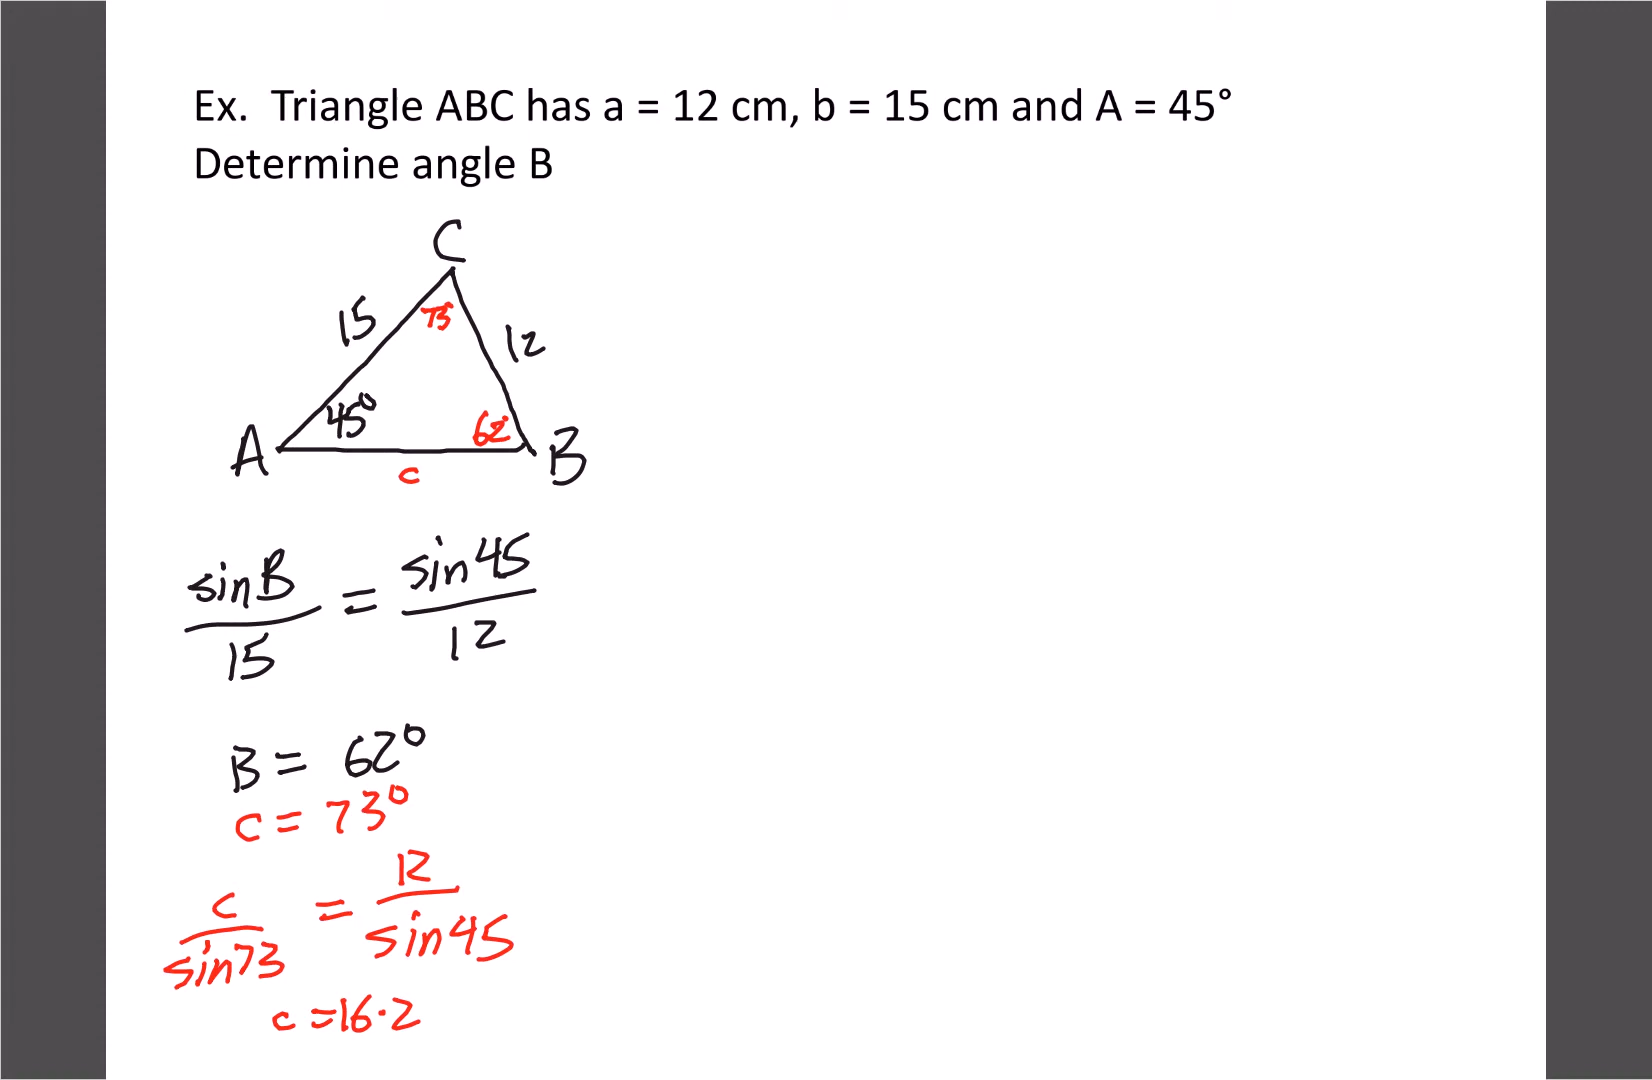 Ex. Triangle ABC has a = 12 cm, b = 15 cm and A = 45°
Determine angle B
C
15
73
12
45°
62
A
B
c
sinB/15 = sin45/12
B = 62°
C = 73°
c/sin73 = 12/sin45
c = 16.2